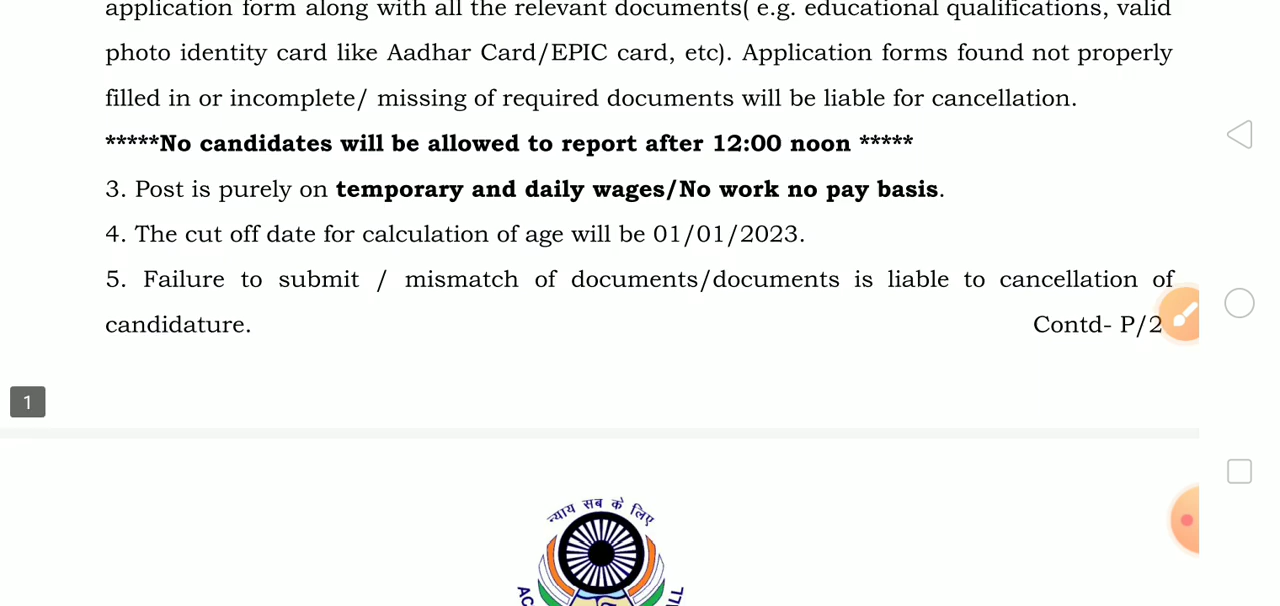 application form along with all the relevant documents( e.g. educational qualifications, valid
photo identity card like Aadhar Card/EPIC card, etc). Application forms found not properly
filled in or incomplete/ missing of required documents will be liable for cancellation.
*****No candidates will be allowed to report after 12:00 noon *****
3. Post is purely on temporary and daily wages/No work no pay basis.
4. The cut off date for calculation of age will be 01/01/2023.
5. Failure to submit / mismatch of documents/documents is liable to cancellation of
candidature. Contd- P/2
1
न्याय सब के लिए